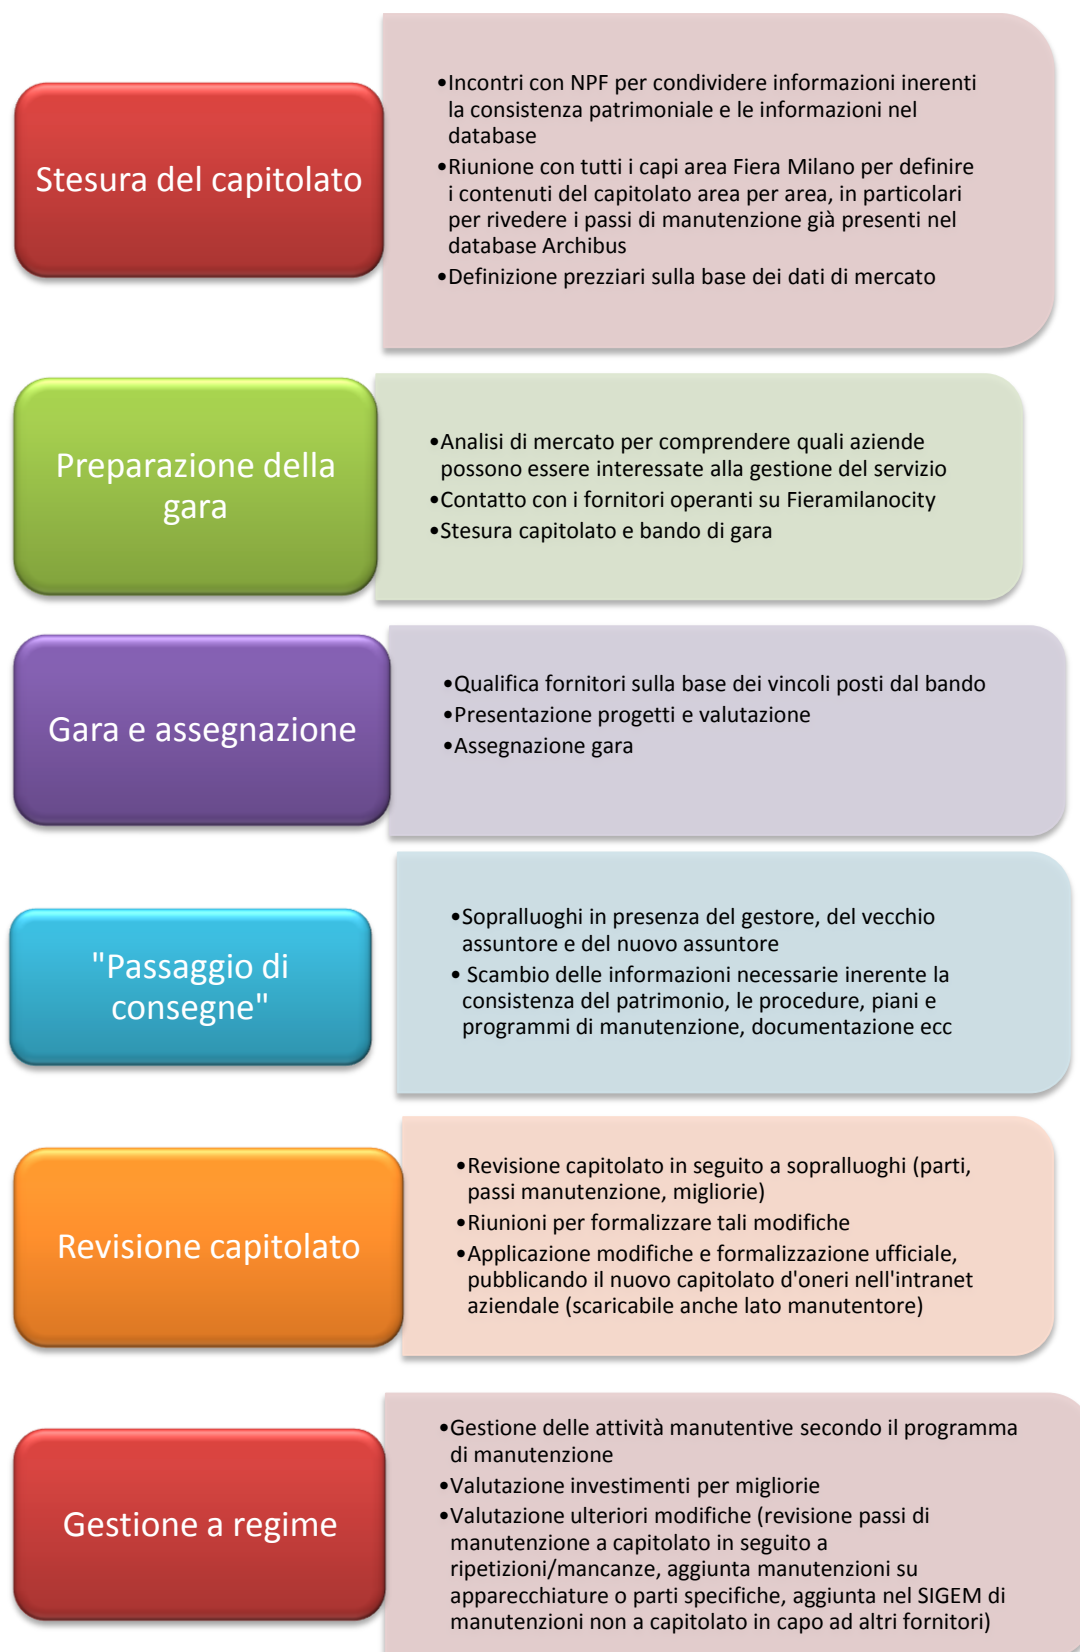 Stesura del capitolato
•Incontri con NPF per condividere informazioni inerenti
la consistenza patrimoniale e le informazioni nel
database
•Riunione con tutti i capi area Fiera Milano per definire
i contenuti del capitolato area per area, in particolari
per rivedere i passi di manutenzione già presenti nel
database Archibus
•Definizione prezziari sulla base dei dati di mercato
Preparazione della
gara
•Analisi di mercato per comprendere quali aziende
possono essere interessate alla gestione del servizio
•Contatto con i fornitori operanti su Fieramilanocity
•Stesura capitolato e bando di gara
Gara e assegnazione
•Qualifica fornitori sulla base dei vincoli posti dal bando
•Presentazione progetti e valutazione
•Assegnazione gara
"Passaggio di
consegne"
•Sopralluoghi in presenza del gestore, del vecchio
assuntore e del nuovo assuntore
• Scambio delle informazioni necessarie inerente la
consistenza del patrimonio, le procedure, piani e
programmi di manutenzione, documentazione ecc
Revisione capitolato
•Revisione capitolato in seguito a sopralluoghi (parti,
passi manutenzione, migliorie)
•Riunioni per formalizzare tali modifiche
•Applicazione modifiche e formalizzazione ufficiale,
pubblicando il nuovo capitolato d'oneri nell'intranet
aziendale (scaricabile anche lato manutentore)
Gestione a regime
•Gestione delle attività manutentive secondo il programma
di manutenzione
•Valutazione investimenti per migliorie
•Valutazione ulteriori modifiche (revisione passi di
manutenzione a capitolato in seguito a
ripetizioni/mancanze, aggiunta manutenzioni su
apparecchiature o parti specifiche, aggiunta nel SIGEM di
manutenzioni non a capitolato in capo ad altri fornitori)